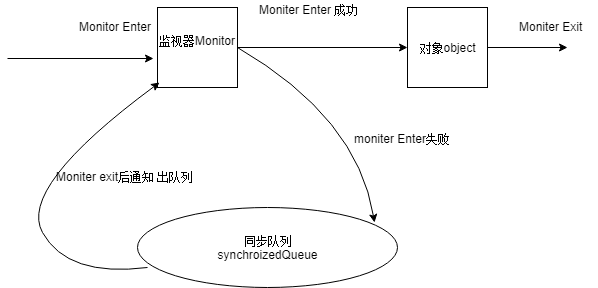 Moniter Enter 成功
Monitor Enter
Moniter Exit
监视器Monitor
对象object
moniter Enter失败
Moniter exit后通知 出队列
同步队列
synchroizedQueue